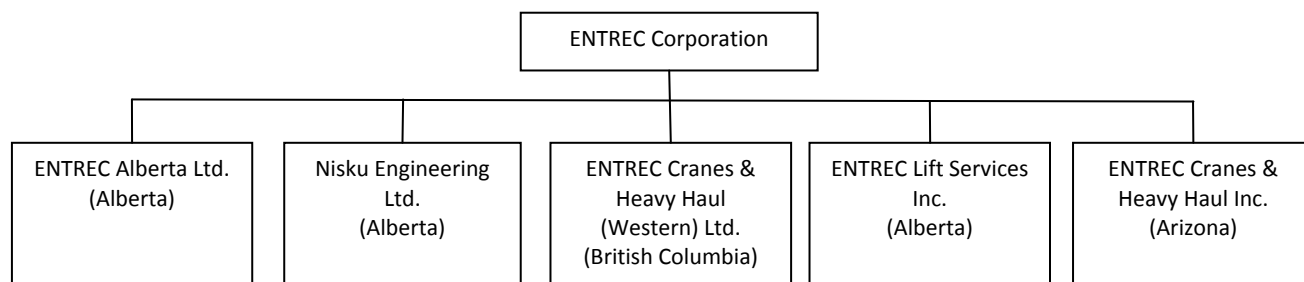 ENTREC Corporation
ENTREC Alberta Ltd.
(Alberta)
Nisku Engineering
Ltd.
(Alberta)
ENTREC Cranes &
Heavy Haul
(Western) Ltd.
(British Columbia)
ENTREC Lift Services
Inc.
(Alberta)
ENTREC Cranes &
Heavy Haul Inc.
(Arizona)